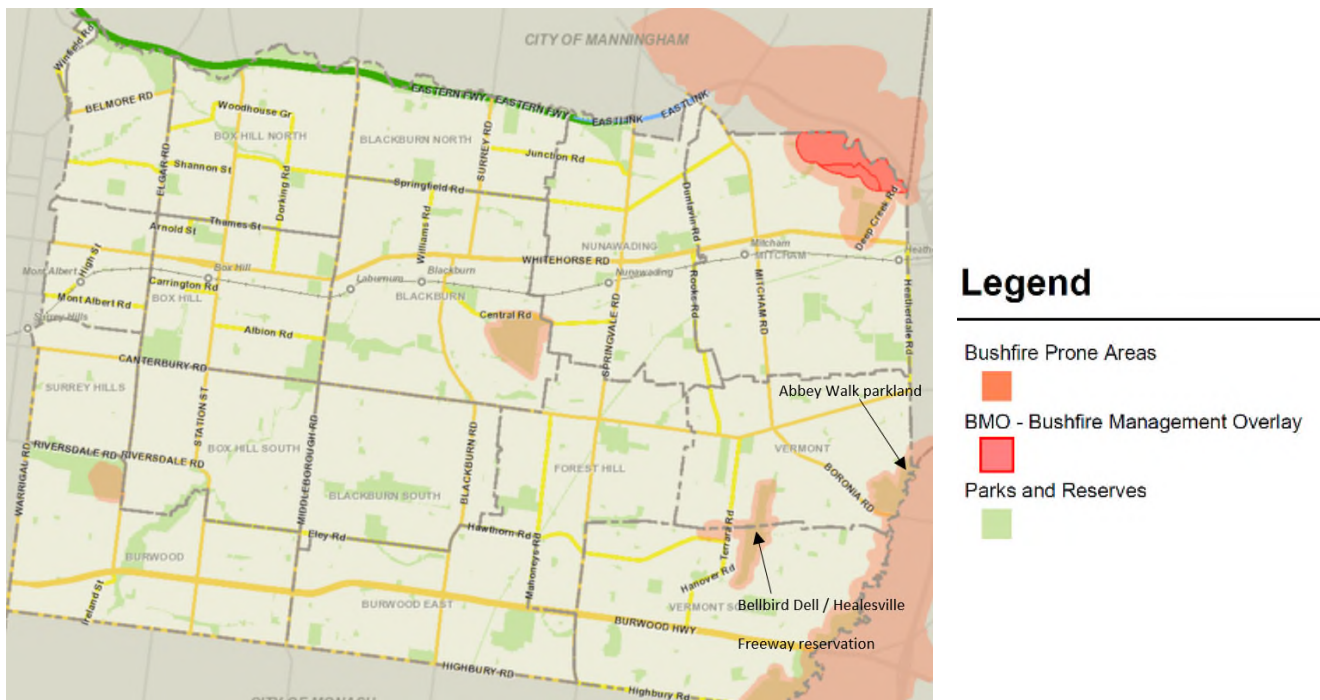 CITY OF MANNINGHAM
Winfield Rd
BELMORE RD
Woodhouse Gr
BOX HILL NORTH
EASTERN FWY - EASTERN FWY
EASTLINK
EASTLINK
BLACKBURN NORTH
SURREY RD
Junction Rd
ELGAR RD
Shannon St
Dorking Rd
Springfield Rd
Dunlavin Rd
Deep Creek Rd
Thames St
Arnold St
Williams Rd
NUNAWADING
WHITEHORSE RD
Mitcham
MITCHAM
Heath
High St
Mont Albert
Box Hill
Laburnum
Blackburn
Nunawading
Carrington Rd
BOX HILL
BLACKBURN
Mont Albert Rd
Rooks Rd
MITCHAM RD
Heatherdale Rd
Surrey Hills
Albion Rd
Central Rd
SPRINGVALE RD
CANTERBURY RD
SURREY HILLS
STATION ST
Abbey Walk parkland
VERMONT
BORONIA RD
RIVERSDALE RD
RIVERSDALE RD
BOX HILL SOUTH
MIDDLEBOROUGH RD
BLACKBURN RD
FOREST HILL
WARRIGAL RD
BLACKBURN SOUTH
Eley Rd
Hawthorn Rd
Mahoneys Rd
Terrara Rd
BURWOOD
Hanover Rd
Ireland St
BURWOOD EAST
VERMONT SO
Bellbird Dell / Healesville
Freeway reservation
BURWOOD HWY
HIGHBURY RD
Highbury Rd
CITY OF MONASH
Legend
Bushfire Prone Areas
BMO - Bushfire Management Overlay
Parks and Reserves